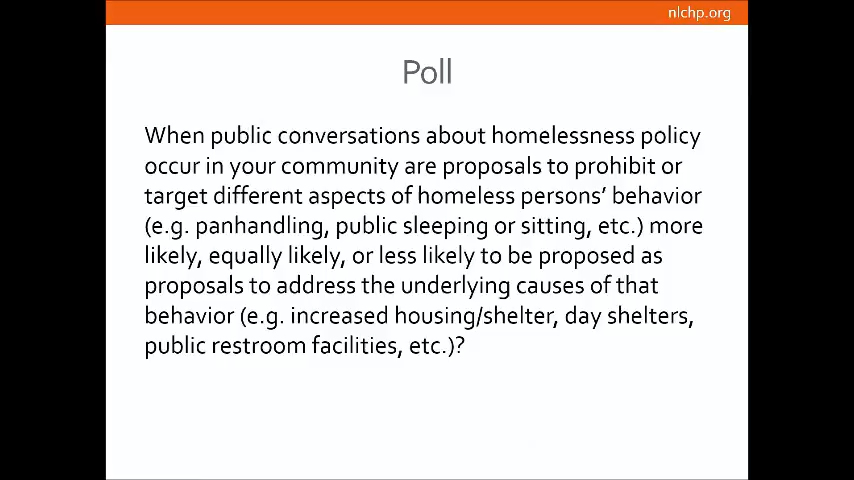 nlchp.org
Poll
When public conversations about homelessness policy
occur in your community are proposals to prohibit or
target different aspects of homeless persons’ behavior
(e.g. panhandling, public sleeping or sitting, etc.) more
likely, equally likely, or less likely to be proposed as
proposals to address the underlying causes of that
behavior (e.g. increased housing/shelter, day shelters,
public restroom facilities, etc.)?